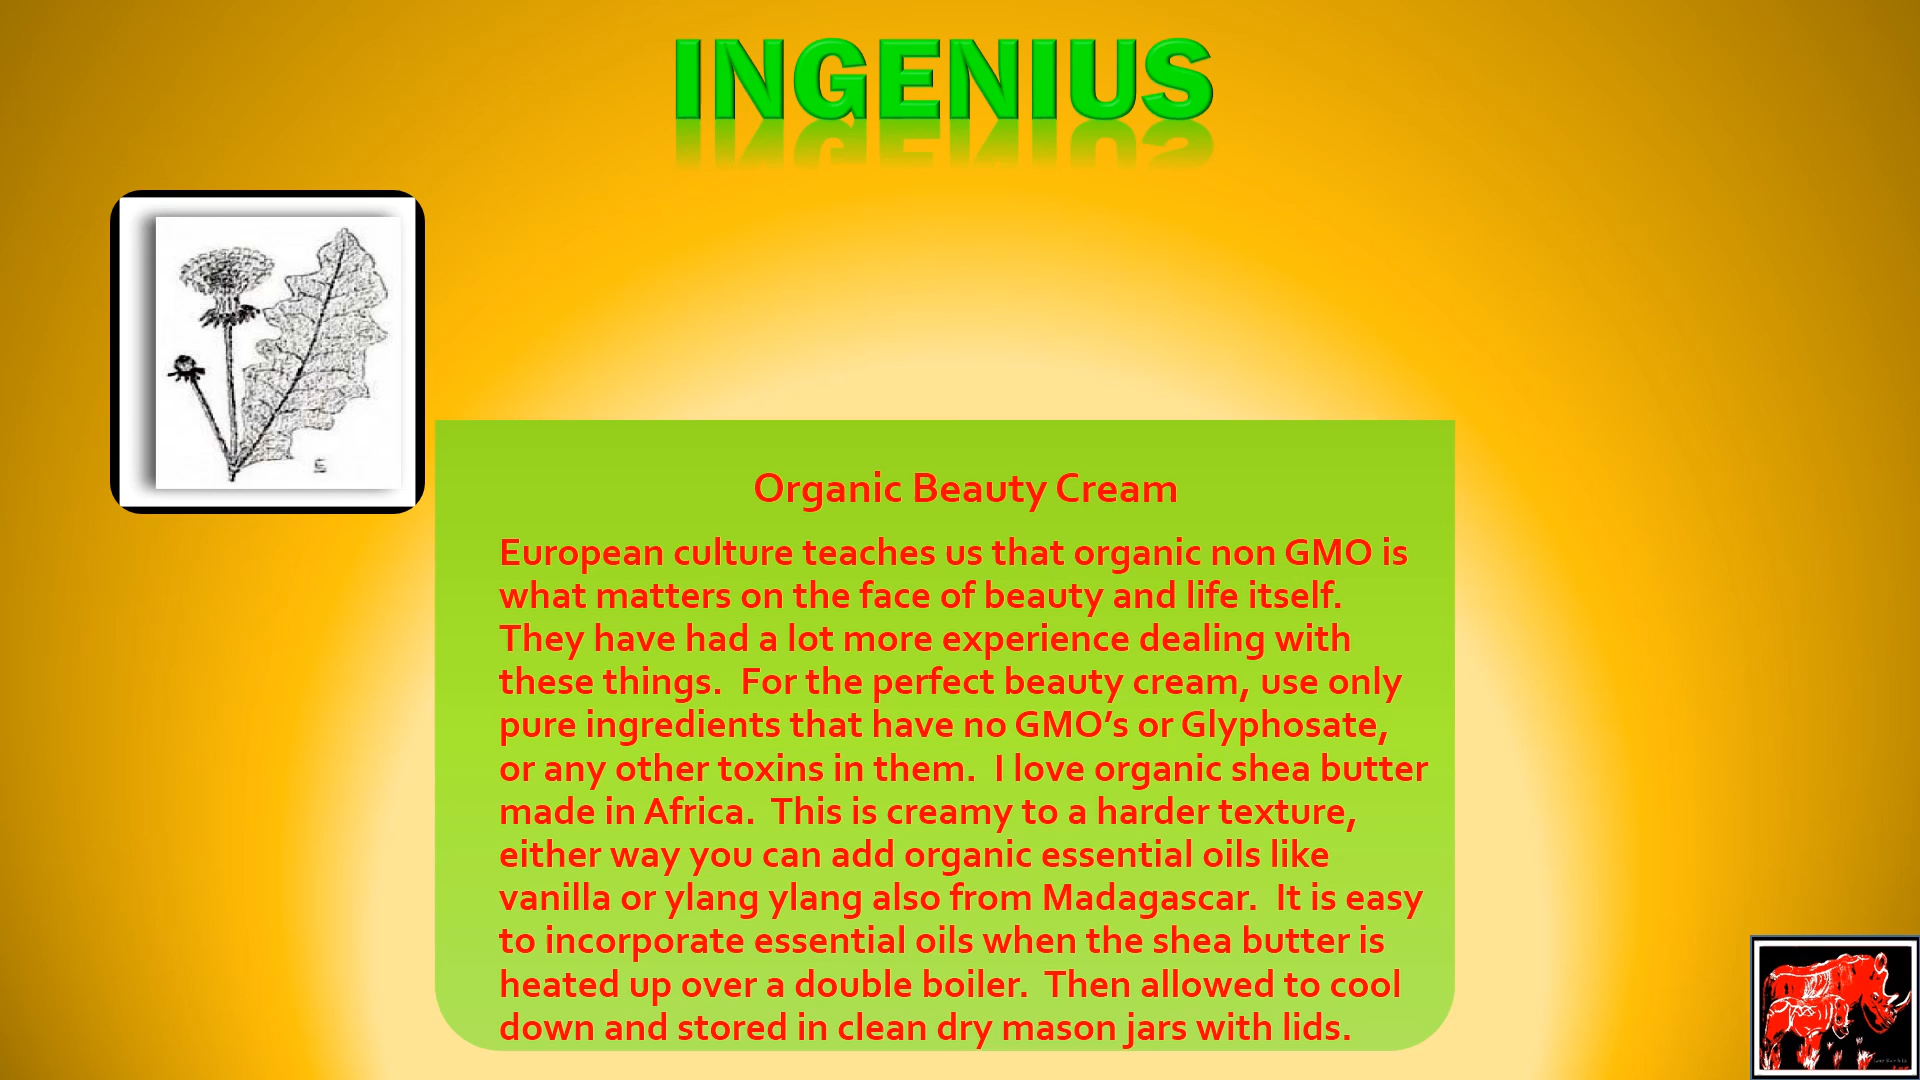 INGENIUS
Organic Beauty Cream
European culture teaches us that organic non GMO is
what matters on the face of beauty and life itself.
They have had a lot more experience dealing with
these things.  For the perfect beauty cream, use only
pure ingredients that have no GMO’s or Glyphosate,
or any other toxins in them.  I love organic shea butter
made in Africa.  This is creamy to a harder texture,
either way you can add organic essential oils like
vanilla or ylang ylang also from Madagascar.  It is easy
to incorporate essential oils when the shea butter is
heated up over a double boiler.  Then allowed to cool
down and stored in clean dry mason jars with lids.